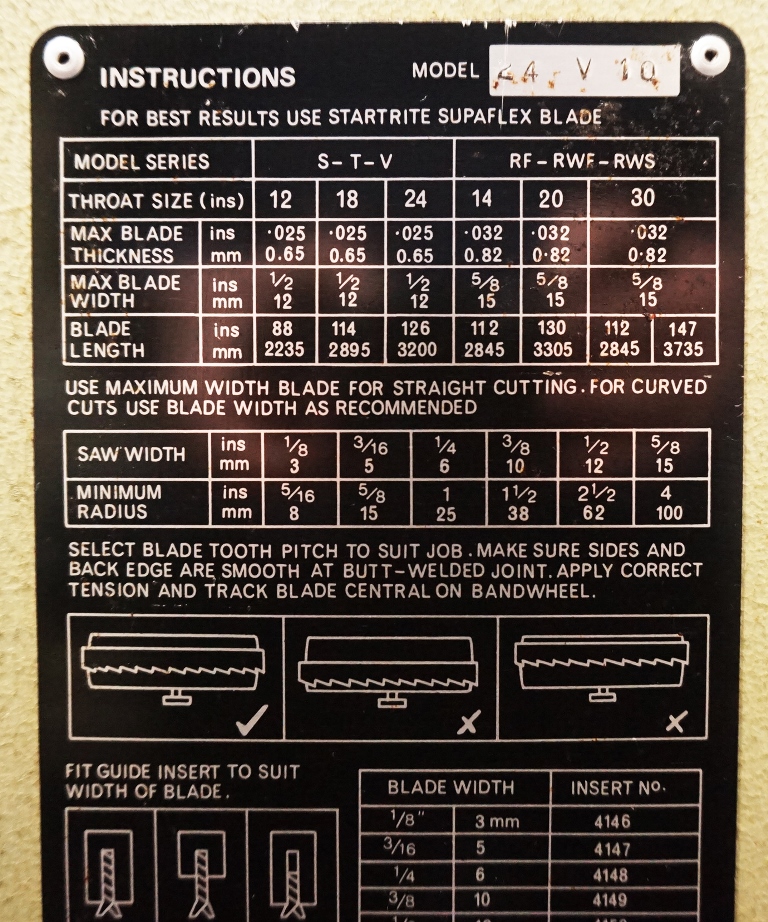 INSTRUCTIONS MODEL 24 - V 10
FOR BEST RESULTS USE STARTRITE SUPAFLEX BLADE
MODEL SERIES S-T-V RF-RWF-RWS
THROAT SIZE (ins) 12 18 24 14 20 30
MAX BLADE THICKNESS ins ·025 ·025 ·025 ·032 ·032 ·032
mm 0.65 0.65 0.65 0.82 0·82 0·82
MAX BLADE WIDTH ins 1/2 1/2 1/2 5/8 5/8 5/8
mm 12 12 12 15 15 15
BLADE LENGTH ins 88 114 126 112 130 112 147
mm 2235 2895 3200 2845 3305 2845 3735
USE MAXIMUM WIDTH BLADE FOR STRAIGHT CUTTING. FOR CURVED
CUTS USE BLADE WIDTH AS RECOMMENDED
SAW WIDTH ins 1/8 3/16 1/4 3/8 1/2 5/8
mm 3 5 6 10 12 15
MINIMUM RADIUS ins 5/16 5/8 1 1 1/2 2 1/2 4
mm 8 15 25 38 62 100
SELECT BLADE TOOTH PITCH TO SUIT JOB. MAKE SURE SIDES AND
BACK EDGE ARE SMOOTH AT BUTT-WELDED JOINT. APPLY CORRECT
TENSION AND TRACK BLADE CENTRAL ON BANDWHEEL.
FIT GUIDE INSERT TO SUIT
WIDTH OF BLADE.
BLADE WIDTH INSERT No.
1/8" 3 mm 4146
3/16 5 4147
1/4 6 4148
3/8 10 4149